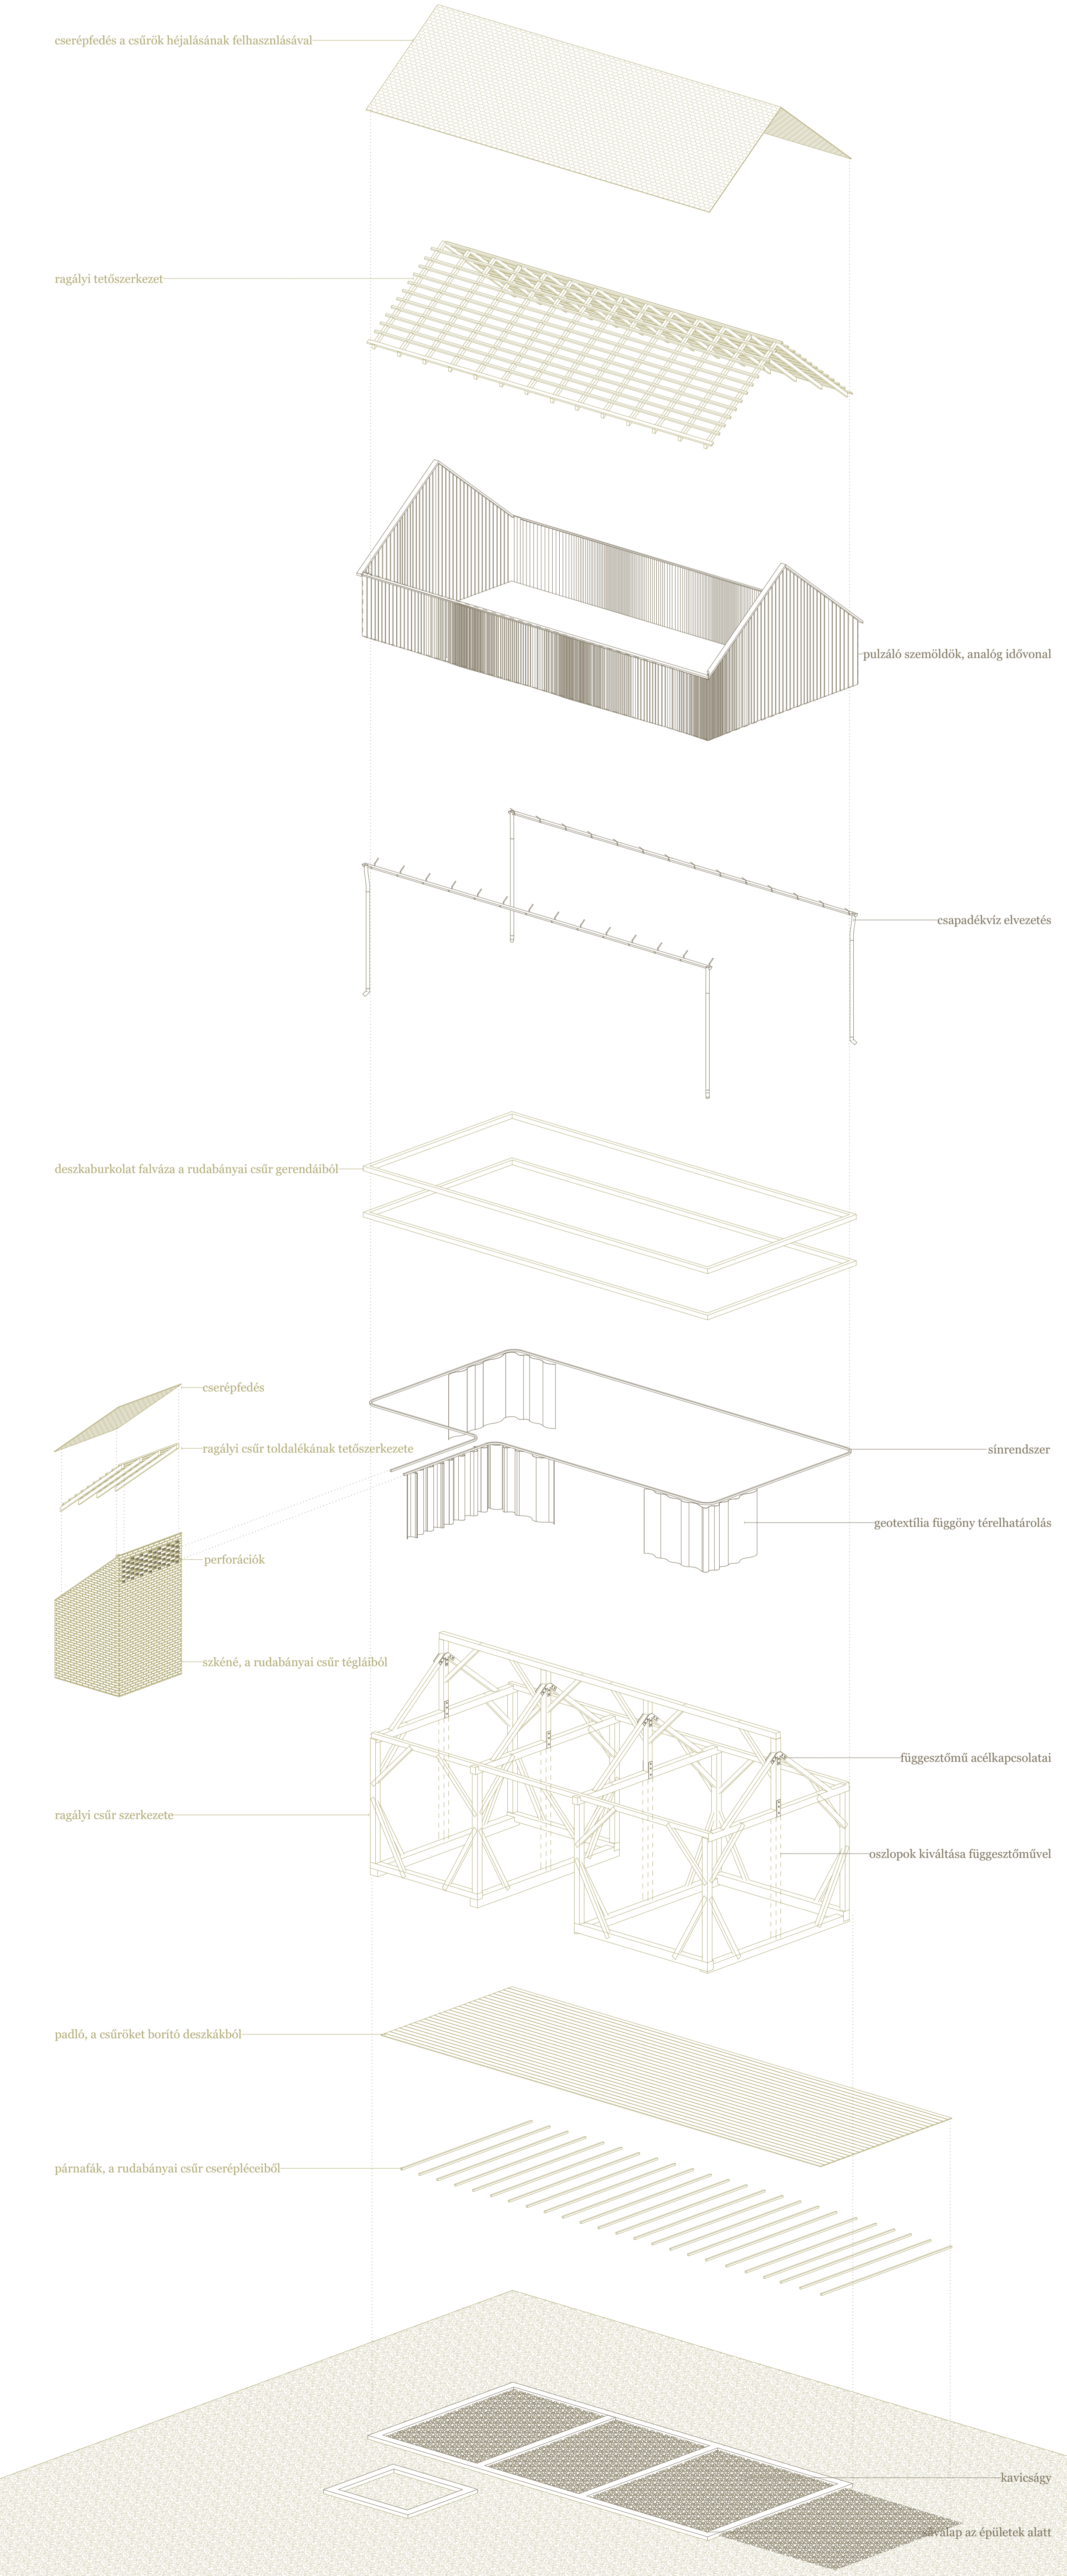 cserépfedés a csűrök héjalásának felhasznlásával
ragályi tetőszerkezet
pulzáló szemöldök, analóg idővonal
csapadékvíz elvezetés
deszkaburkolat falváza a rudabányai csűr gerendáiból
cserépfedés
ragályi csűr toldalékának tetőszerkezete
sínrendszer
geotextília függöny térelhatárolás
perforációk
szkéné, a rudabányai csűr tégláiból
függesztőmű acélkapcsolatai
ragályi csűr szerkezete
oszlopok kiváltása függesztőművel
padló, a csűröket borító deszkákból
párnafák, a rudabányai csűr cserépléceiből
kavicságy
sávalap az épületek alatt